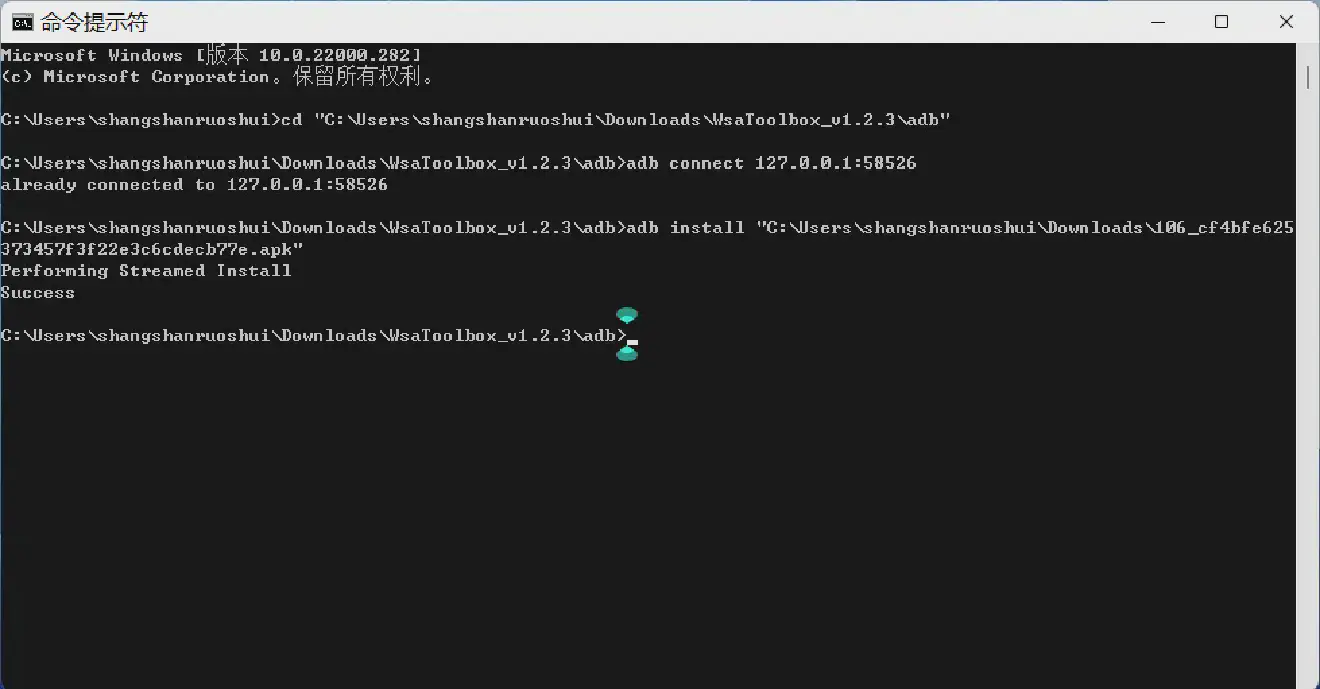 命令提示符
Microsoft Windows [版本 10.0.22000.282]
(c) Microsoft Corporation。保留所有权利。
C:\Users\shangshanruoshui>cd "C:\Users\shangshanruoshui\Downloads\WsaToolbox_v1.2.3\adb"
C:\Users\shangshanruoshui\Downloads\WsaToolbox_v1.2.3\adb>adb connect 127.0.0.1:58526
already connected to 127.0.0.1:58526
C:\Users\shangshanruoshui\Downloads\WsaToolbox_v1.2.3\adb>adb install "C:\Users\shangshanruoshui\Downloads\106_cf4bfe625
373457f3f22e3c6cdecb77e.apk"
Performing Streamed Install
Success
C:\Users\shangshanruoshui\Downloads\WsaToolbox_v1.2.3\adb>